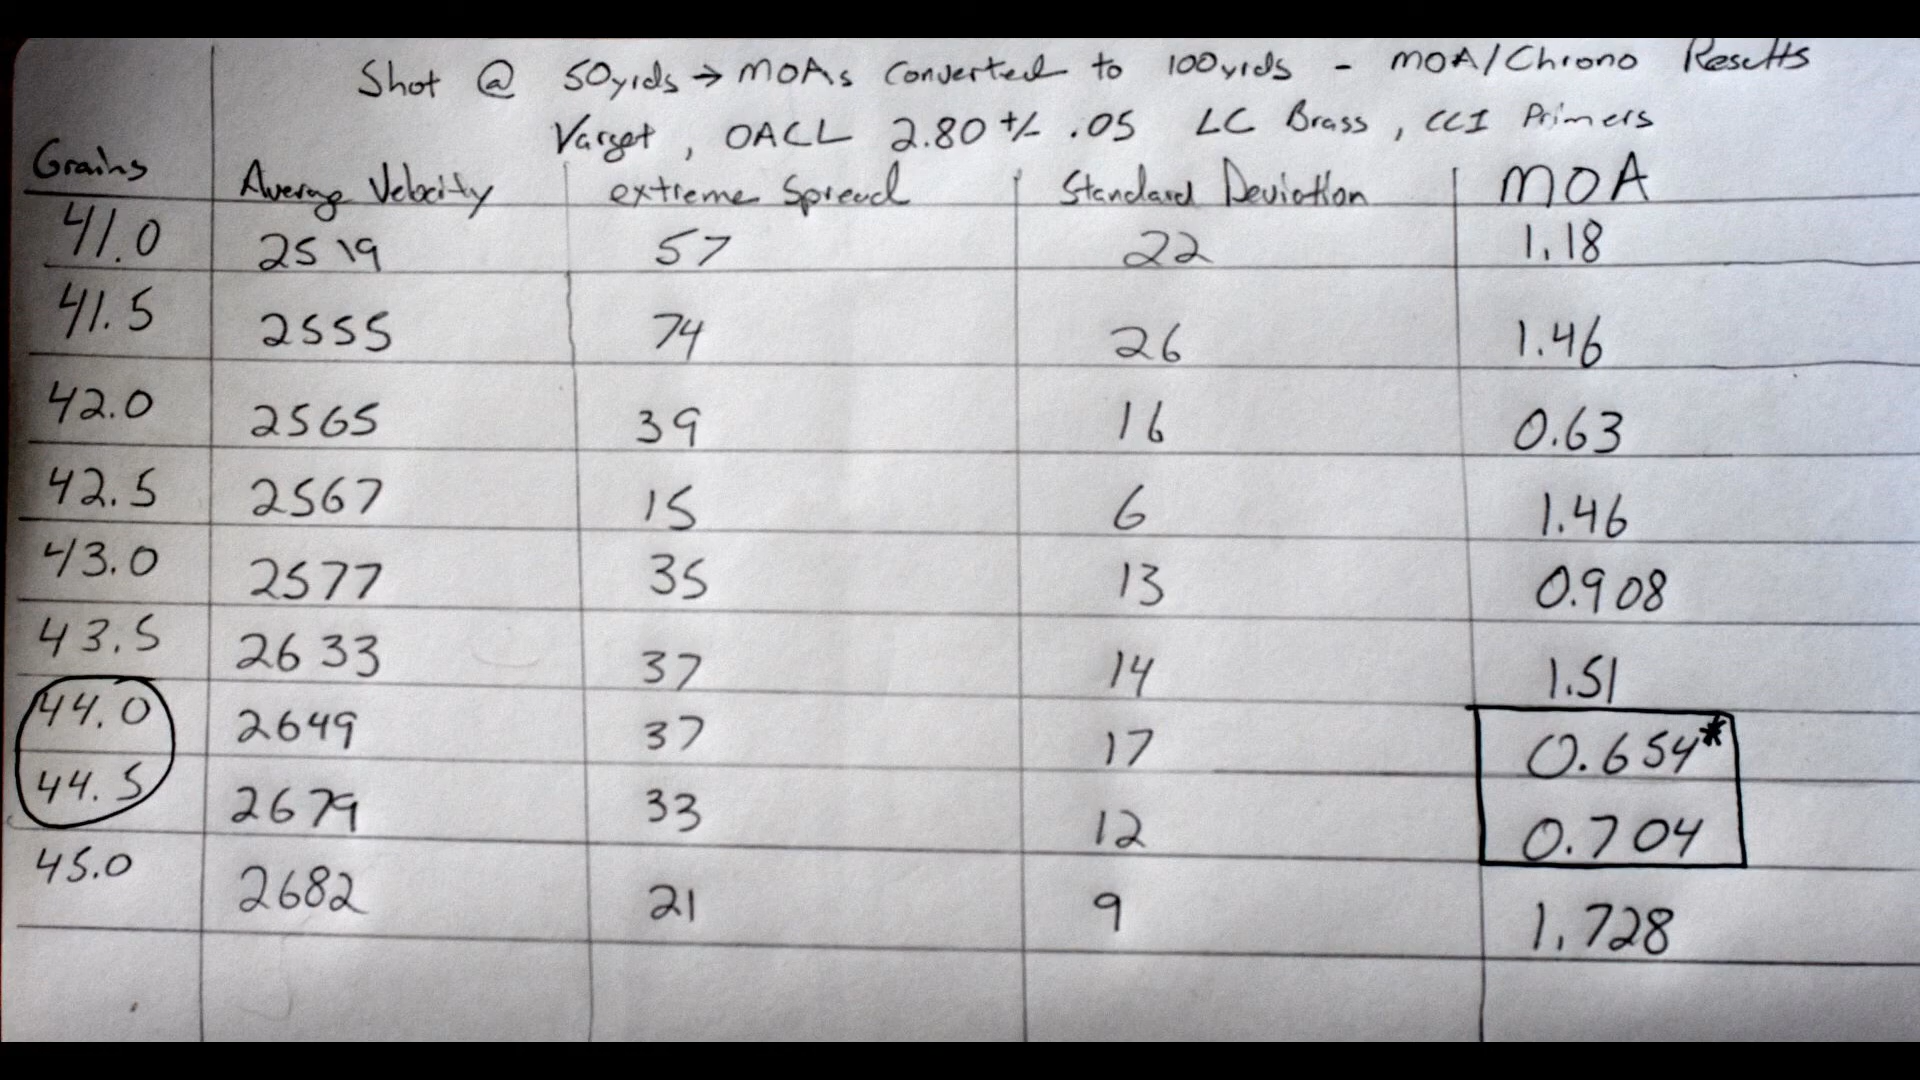 Shot @ 50yrds → MOAs Converted to 100yrds - MOA/Chrono Results
Varget, OACL 2.80 +/- .05 LC Brass, CCI Primers
Grains Average Velocity extreme Spread Standard Deviation MOA
41.0 2519 57 22 1.18
41.5 2555 74 26 1.46
42.0 2565 39 16 0.63
42.5 2567 15 6 1.46
43.0 2577 35 13 0.908
43.5 2633 37 14 1.51
44.0 2649 37 17 0.654*
44.5 2679 33 12 0.704
45.0 2682 21 9 1.728